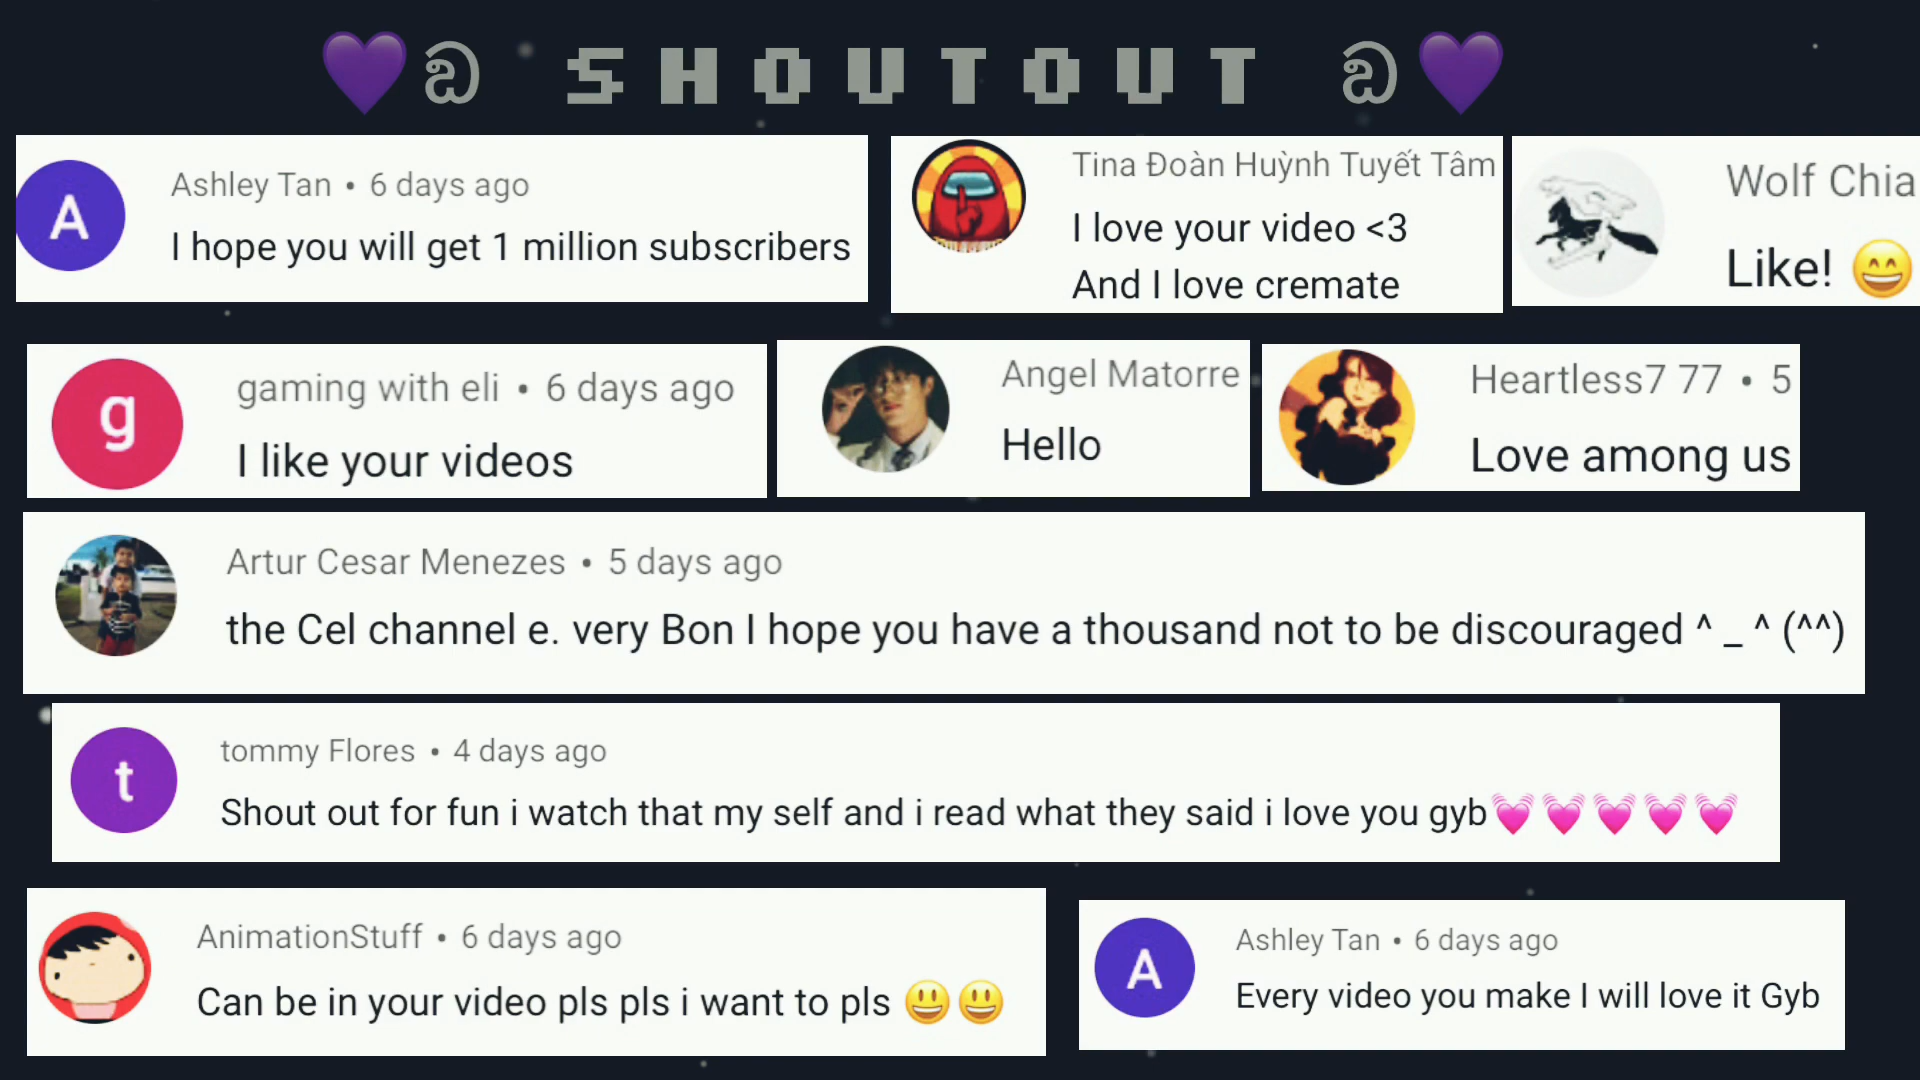 💜ฉ SHOUTOUT ฉ💜
A
Ashley Tan • 6 days ago
I hope you will get 1 million subscribers
Tina Đoàn Huỳnh Tuyết Tâm
I love your video <3
And I love cremate
Wolf Chia
Like! 😄
g
gaming with eli • 6 days ago
I like your videos
Angel Matorre
Hello
Heartless7 77 • 5
Love among us
Artur Cesar Menezes • 5 days ago
the Cel channel e. very Bon I hope you have a thousand not to be discouraged ^ _ ^ (^^)
t
tommy Flores • 4 days ago
Shout out for fun i watch that my self and i read what they said i love you gyb💓💓💓💓💓
AnimationStuff • 6 days ago
Can be in your video pls pls i want to pls 😃😃
A
Ashley Tan • 6 days ago
Every video you make I will love it Gyb